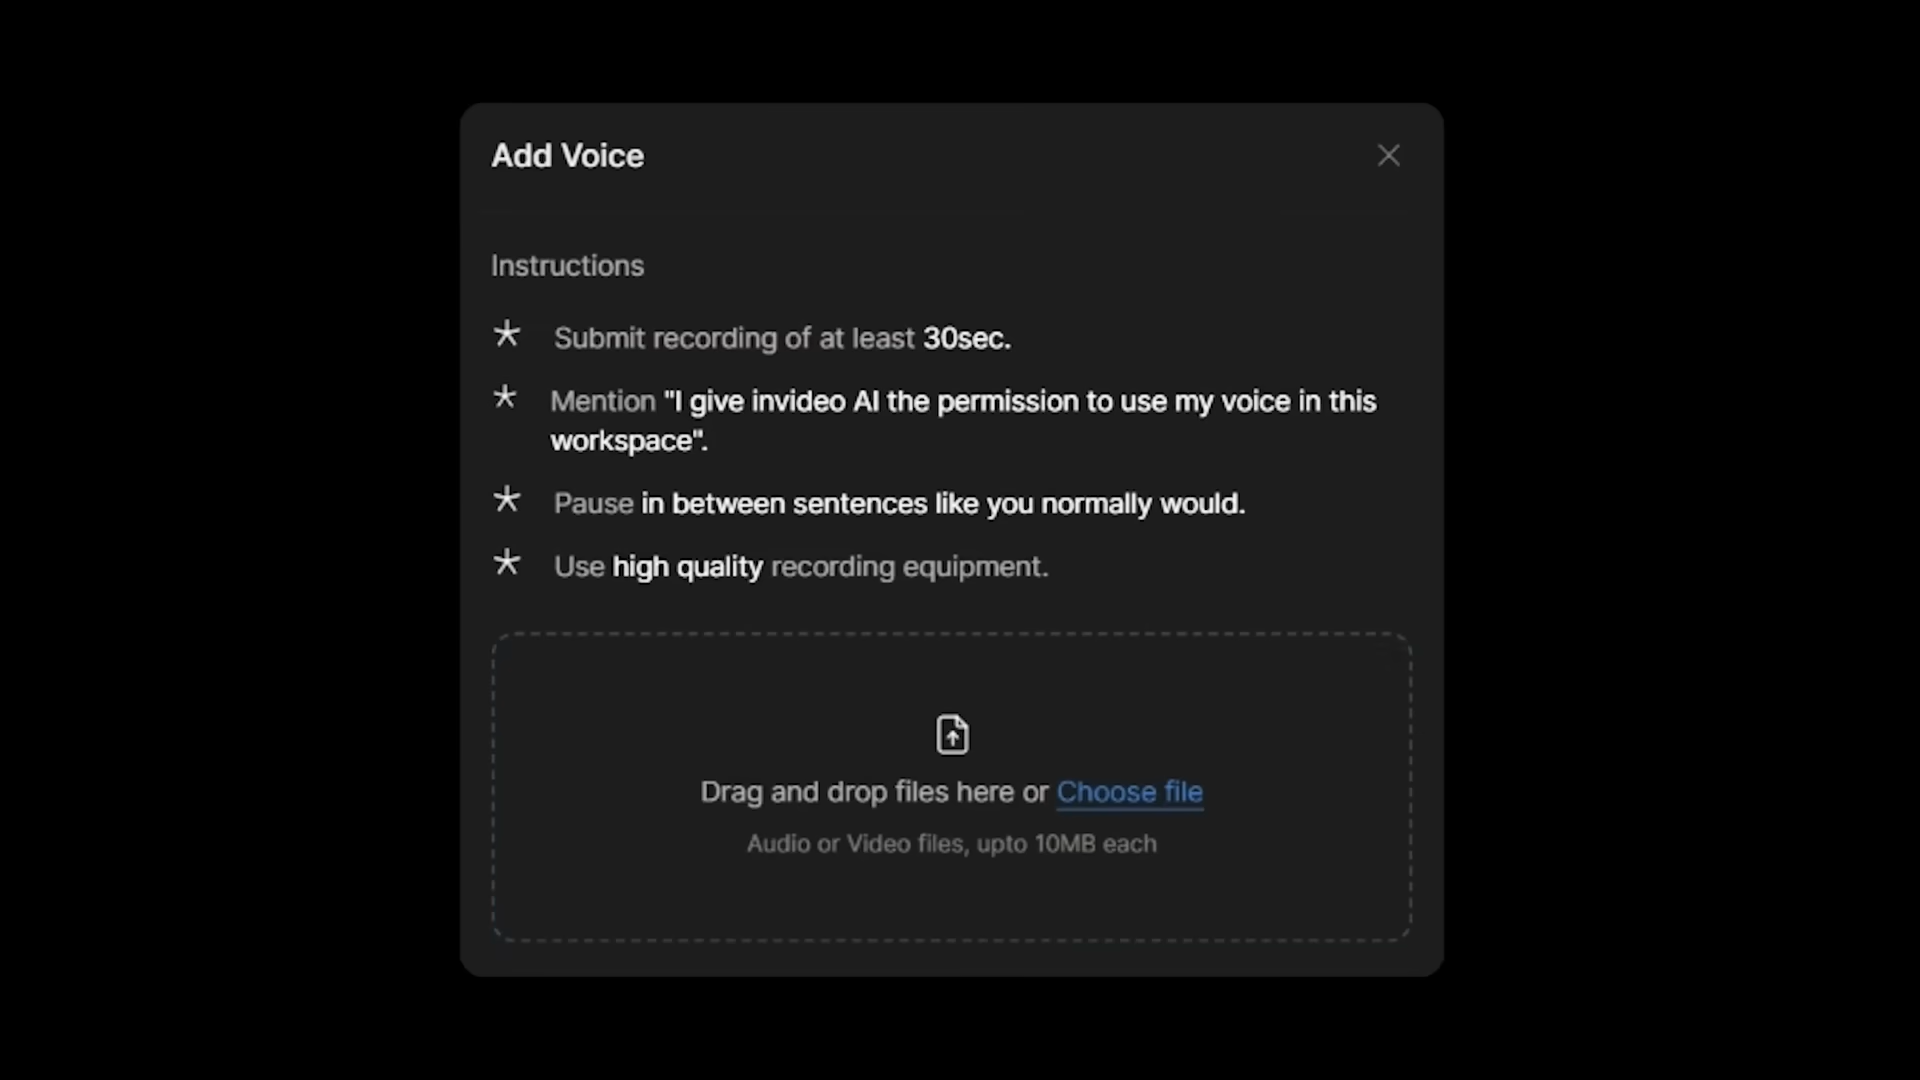 Add Voice
Instructions
* Submit recording of at least 30sec.
* Mention "I give invideo AI the permission to use my voice in this
workspace".
* Pause in between sentences like you normally would.
* Use high quality recording equipment.
Drag and drop files here or Choose file
Audio or Video files, upto 10MB each